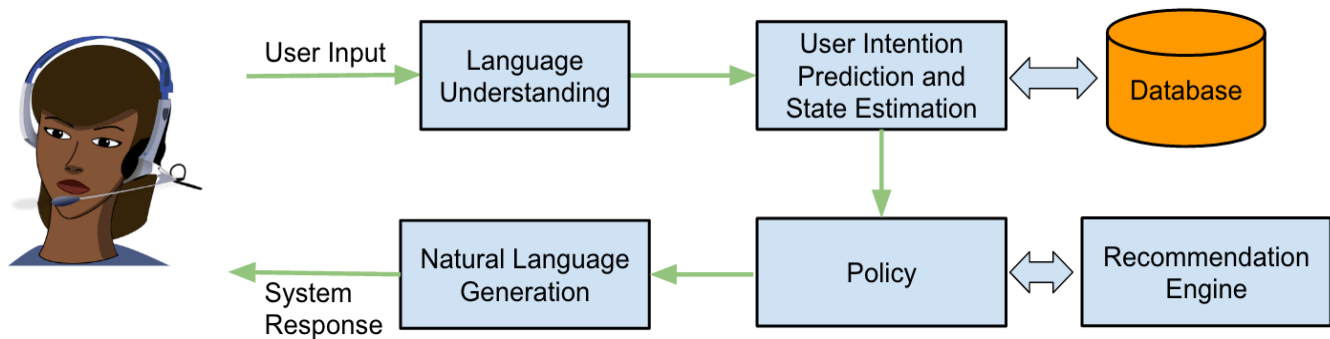 User Input
Language
Understanding
User Intention
Prediction and
State Estimation
Database
System
Response
Natural Language
Generation
Policy
Recommendation
Engine